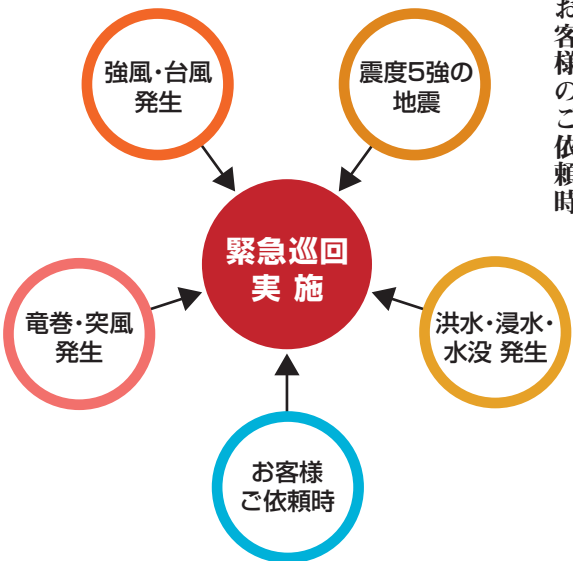 お客様のご依頼時
強風・台風
発生
震度5強の
地震
緊急巡回
実 施
竜巻・突風
発生
洪水・浸水・
水没 発生
お客様
ご依頼時